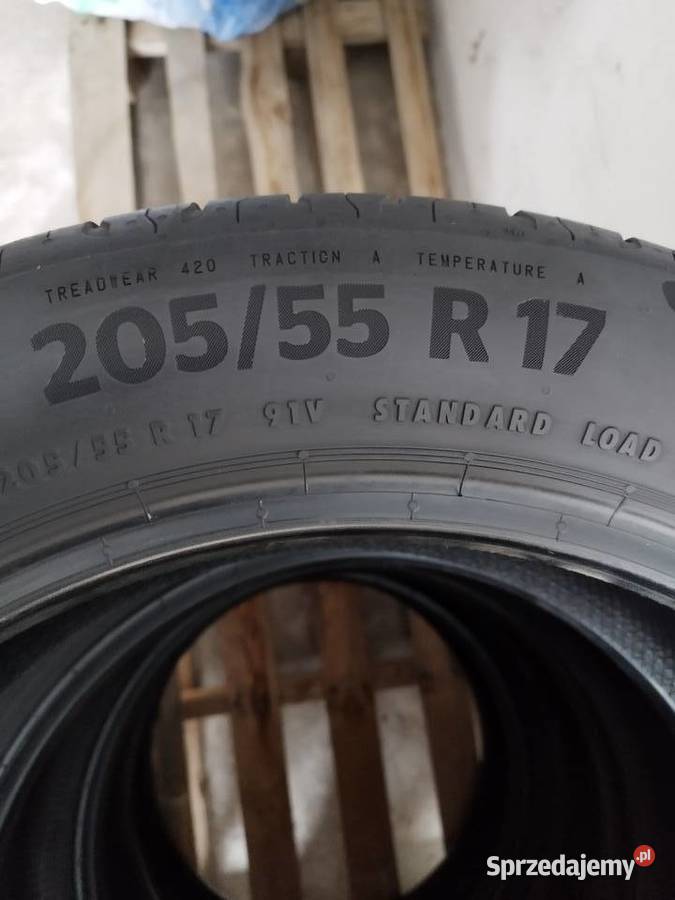 TREADWEAR 420 TRACTION A TEMPERATURE A
205/55 R 17
205/55 R 17 91V STANDARD LOAD
Sprzedajemy.pl